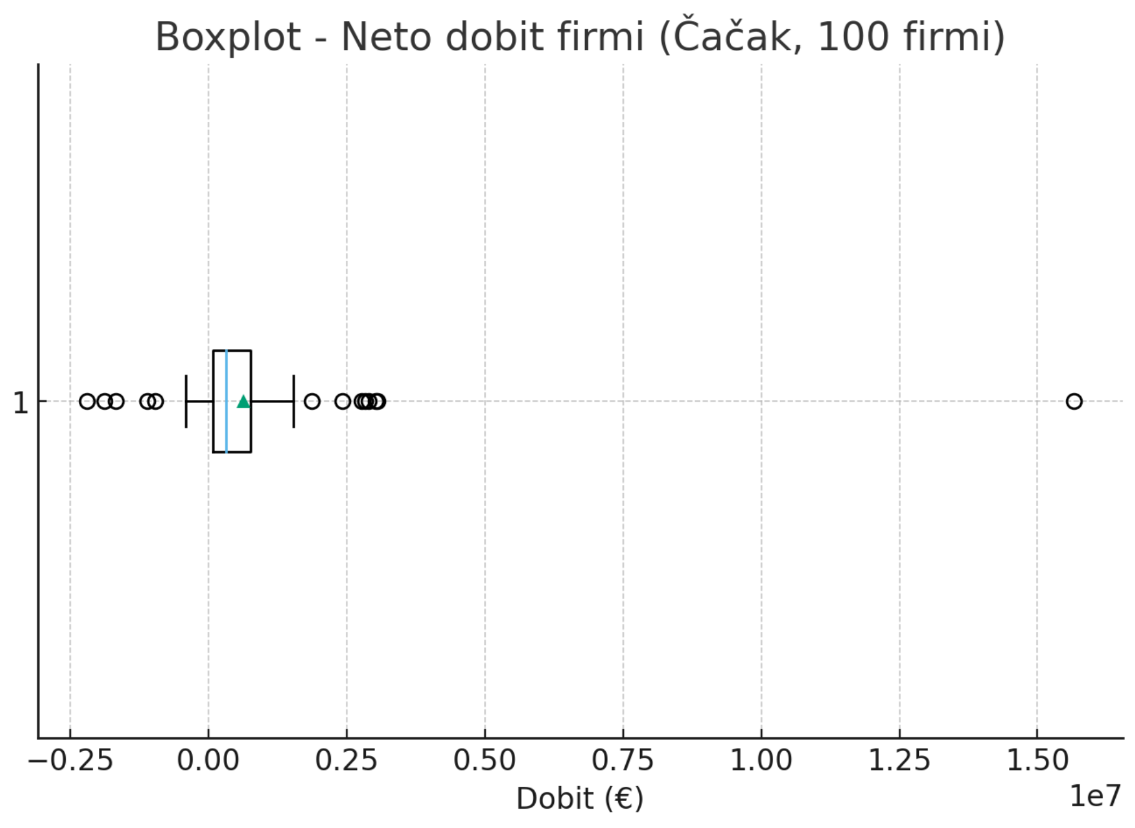 Boxplot - Neto dobit firmi (Čačak, 100 firmi)
1
−0.25 0.00 0.25 0.50 0.75 1.00 1.25 1.50
1e7
Dobit (€)